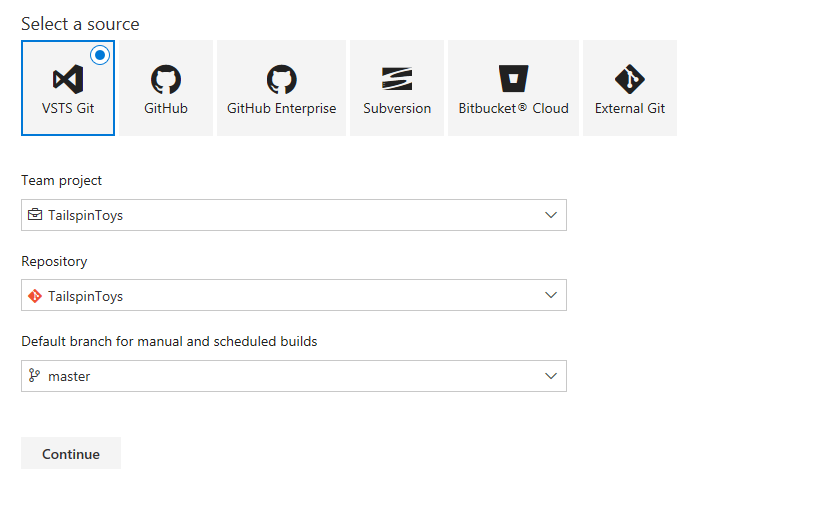 Select a source
VSTS Git GitHub GitHub Enterprise Subversion Bitbucket® Cloud External Git
Team project
TailspinToys
Repository
TailspinToys
Default branch for manual and scheduled builds
master
Continue